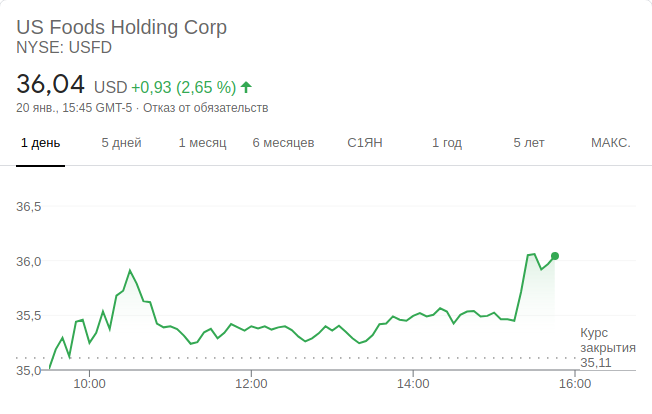 US Foods Holding Corp
NYSE: USFD
36,04 USD +0,93 (2,65 %)
20 янв., 15:45 GMT-5 · Отказ от обязательств
1 день 5 дней 1 месяц 6 месяцев С1ЯН 1 год 5 лет МАКС.
36,5
36,0
35,5
Курс
закрытия
35,11
35,0
10:00 12:00 14:00 16:00